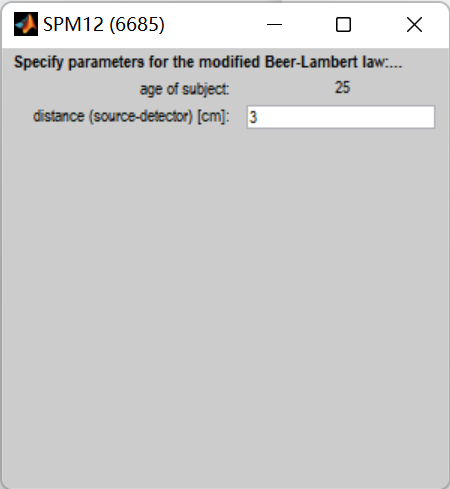 SPM12 (6685)
Specify parameters for the modified Beer-Lambert law:...
age of subject: 25
distance (source-detector) [cm]: 3